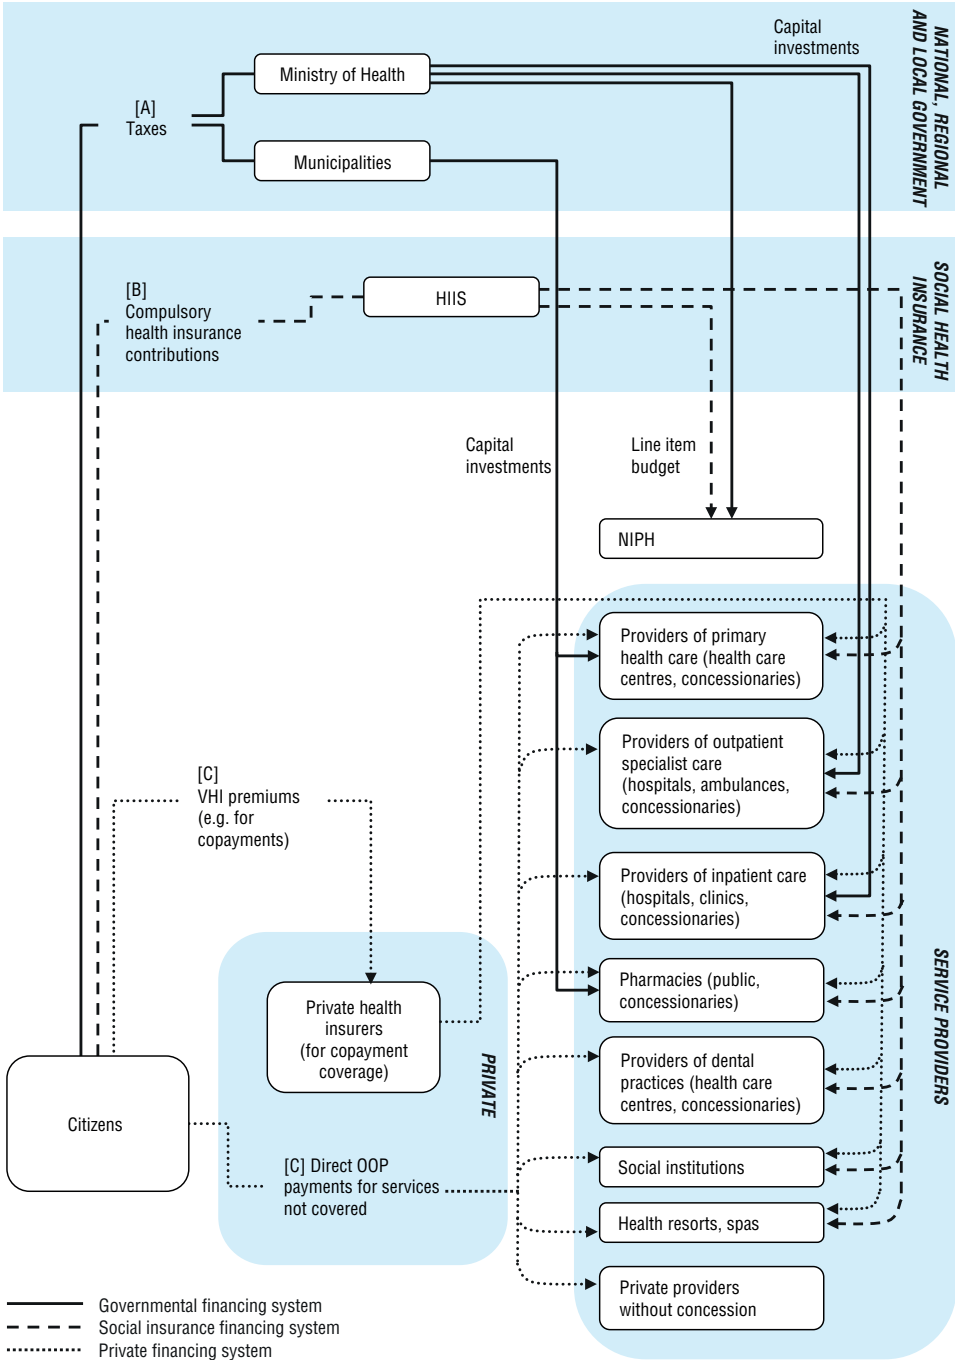 NATIONAL, REGIONAL
AND LOCAL GOVERNMENT
Capital
investments
Ministry of Health
[A]
Taxes
Municipalities
SOCIAL HEALTH
INSURANCE
[B]
Compulsory
health insurance
contributions
HIIS
Capital
investments
Line item
budget
NIPH
Providers of primary
health care (health care
centres, concessionaries)
Providers of outpatient
specialist care
(hospitals, ambulances,
concessionaries)
[C]
VHI premiums
(e.g. for
copayments)
Providers of inpatient care
(hospitals, clinics,
concessionaries)
SERVICE PROVIDERS
Pharmacies (public,
concessionaries)
Private health
insurers
(for copayment
coverage)
PRIVATE
Providers of dental
practices (health care
centres, concessionaries)
Citizens
[C] Direct OOP
payments for services
not covered
Social institutions
Health resorts, spas
Private providers
without concession
Governmental financing system
Social insurance financing system
Private financing system